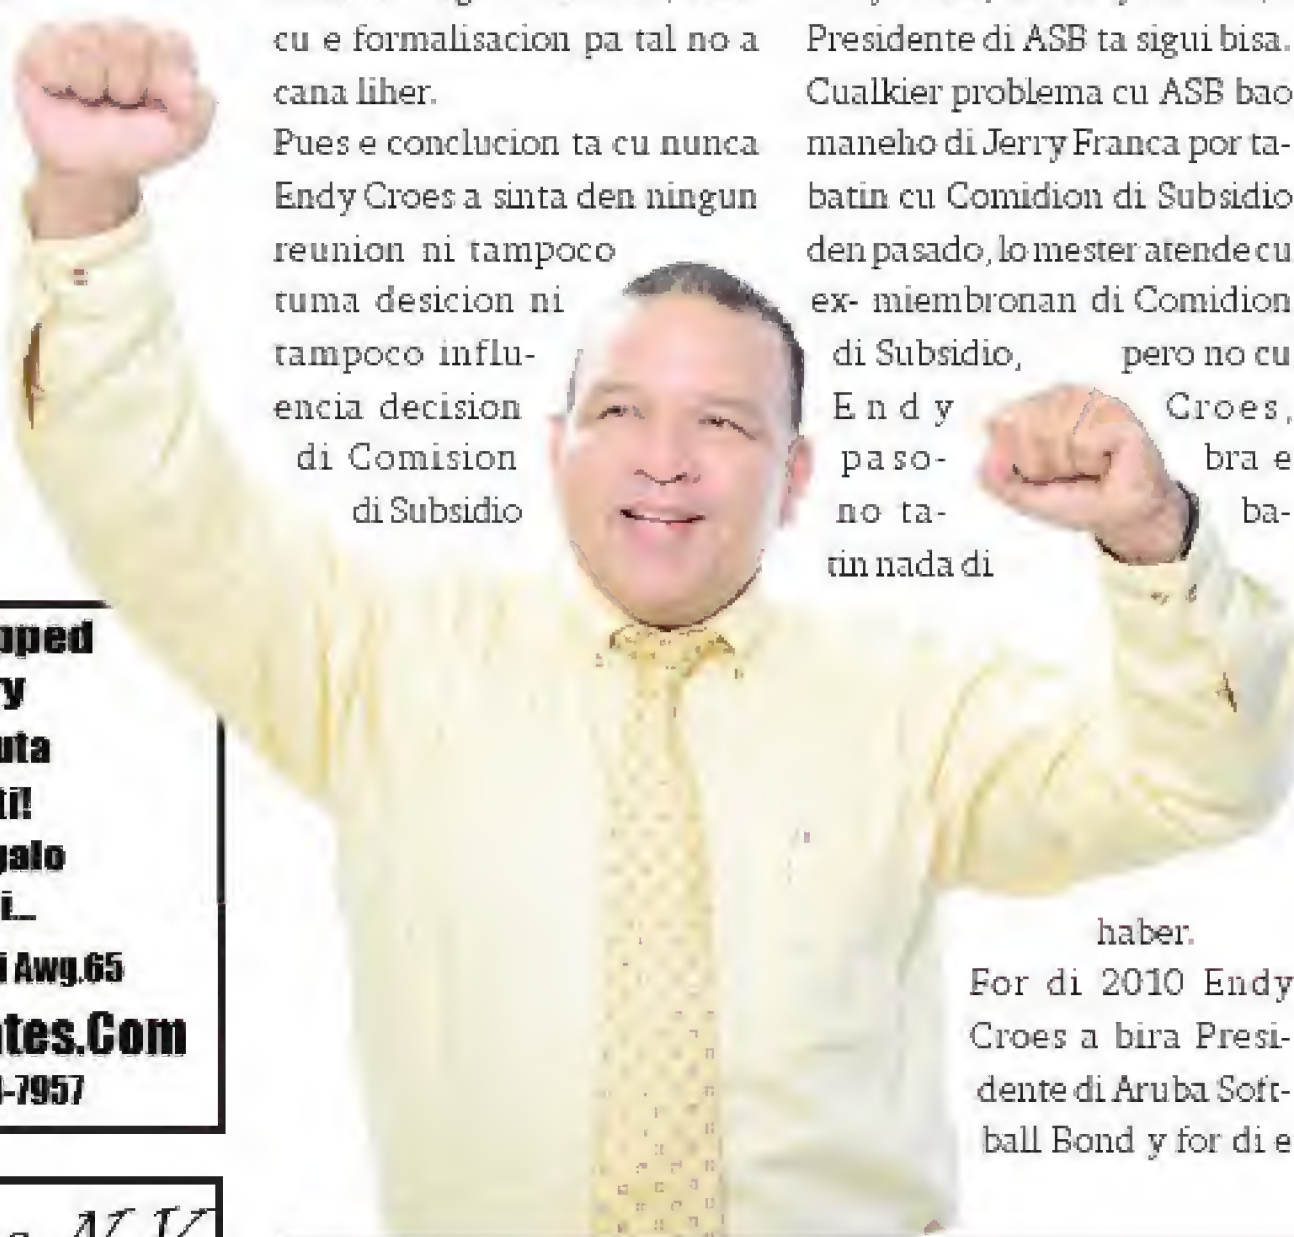 cu e formalisacion pa tal no a
cana liher.
Pues e conclucion ta cu nunca
Endy Croes a sinta den ningun
reunion ni tampoco
tuma desicion ni
tampoco influ-
encia decision
di Comision
di Subsidio
Presidente di ASB ta sigui bisa.
Cualkier problema cu ASB bao
maneho di Jerry Franca por ta-
batin cu Comidion di Subsidio
den pasado, lo mester atende cu
ex- miembronan di Comidion
di Subsidio, pero no cu
Endy Croes,
paso- bra e
no ta- ba-
tin nada di
haber.
For di 2010 Endy
Croes a bira Presi-
dente di Aruba Soft-
ball Bond y for di e
pped
ry
uta
ti!
galo
i...
i Awg.65
tes.Com
-7957
N.V